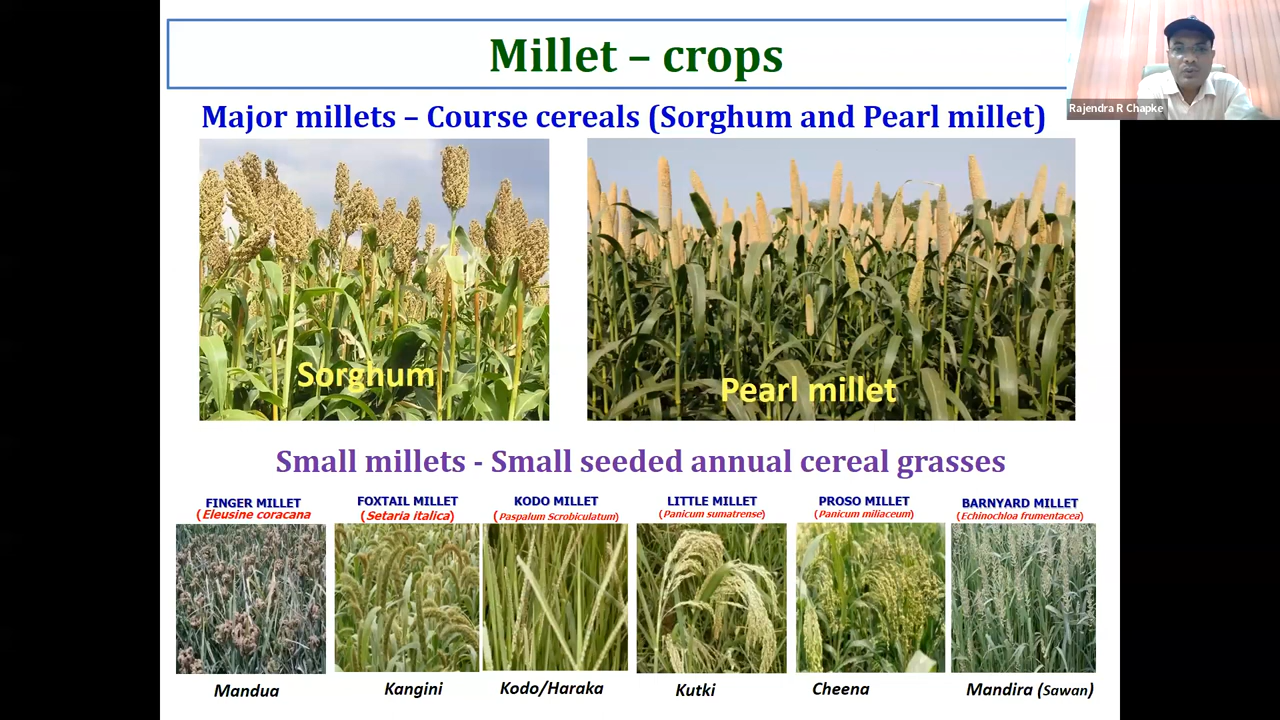 Millet – crops
Rajendra R Chapke
Major millets – Course cereals (Sorghum and Pearl millet)
Sorghum
Pearl millet
Small millets - Small seeded annual cereal grasses
FINGER MILLET
(Eleusine coracana
FOXTAIL MILLET
(Setaria italica)
KODO MILLET
(Paspalum Scrobiculatum)
LITTLE MILLET
(Panicum sumatrense)
PROSO MILLET
(Panicum miliaceum)
BARNYARD MILLET
(Echinochloa frumentacea)
Mandua
Kangini
Kodo/Haraka
Kutki
Cheena
Mandira (Sawan)